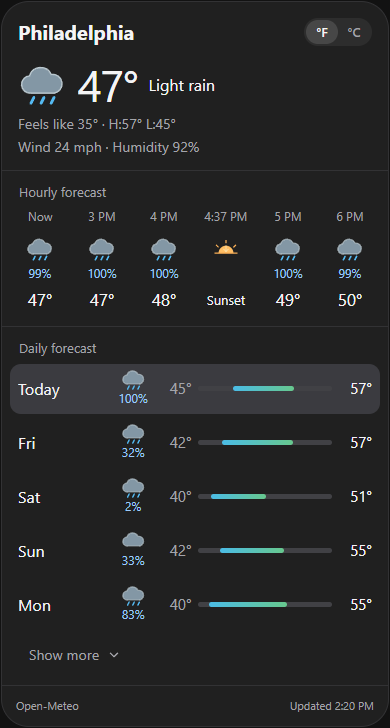 Philadelphia
°F °C
47° Light rain
Feels like 35° · H:57° L:45°
Wind 24 mph · Humidity 92%
Hourly forecast
Now 3 PM 4 PM 4:37 PM 5 PM 6 PM
99% 100% 100% 100% 99%
47° 47° 48° Sunset 49° 50°
Daily forecast
Today 100% 45° 57°
Fri 32% 42° 57°
Sat 2% 40° 51°
Sun 33% 42° 55°
Mon 83% 40° 55°
Show more
Open-Meteo Updated 2:20 PM